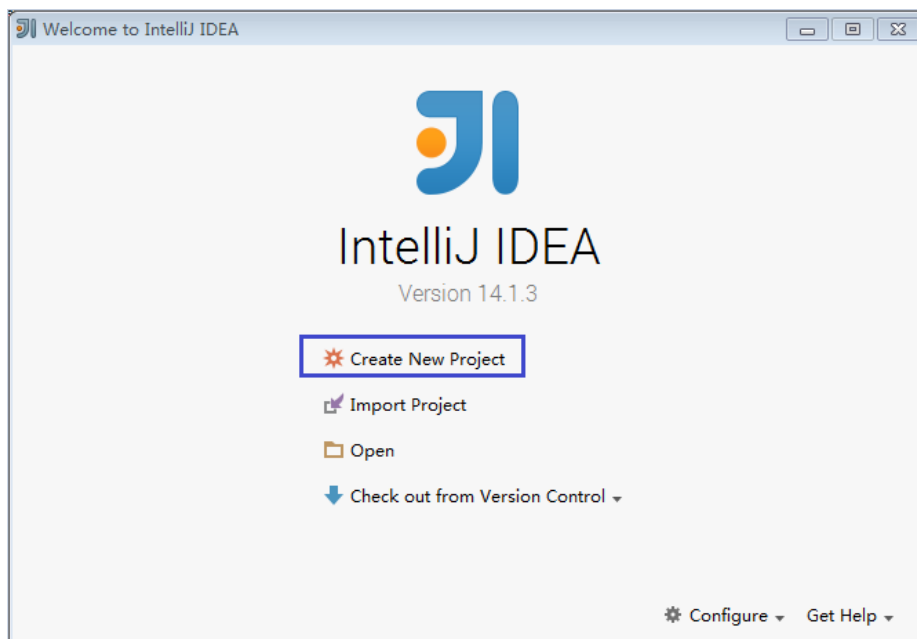 Welcome to IntelliJ IDEA
IntelliJ IDEA
Version 14.1.3
Create New Project
Import Project
Open
Check out from Version Control
Configure
Get Help